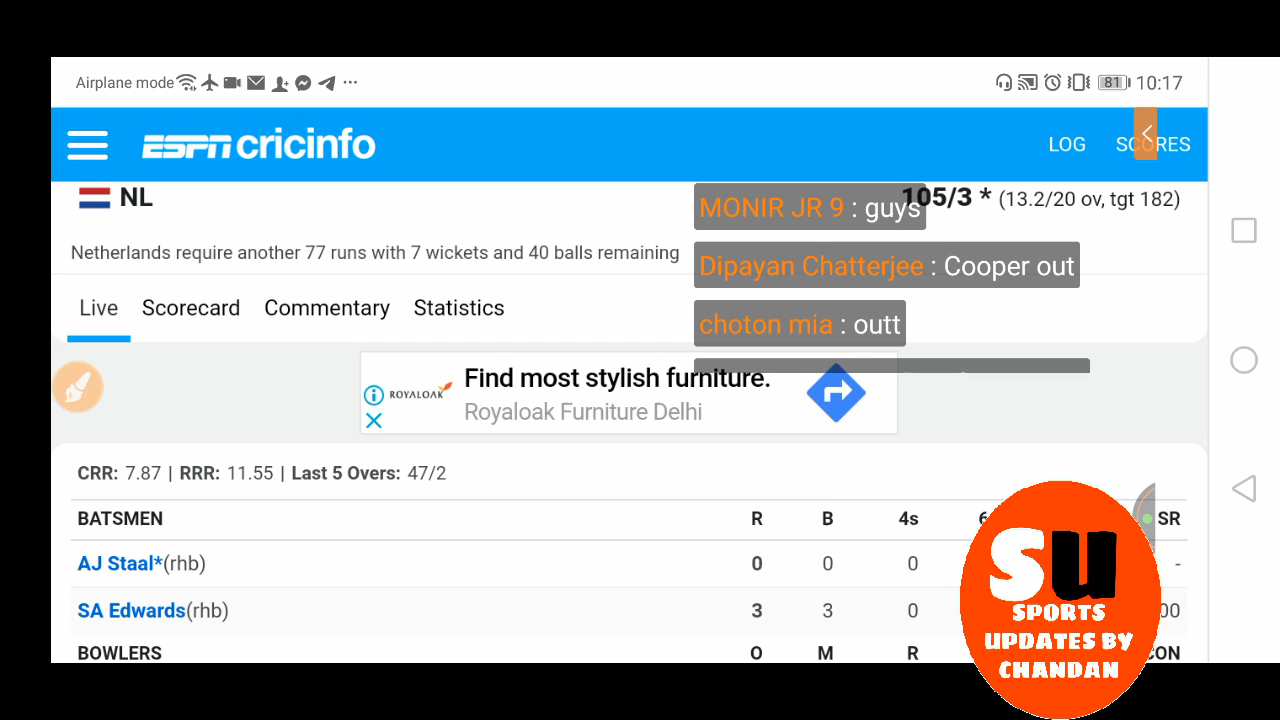 Airplane mode ... 81 10:17
ESPN cricinfo LOG SCORES
NL 105/3 * (13.2/20 ov, tgt 182)
MONIR JR 9 : guys
Netherlands require another 77 runs with 7 wickets and 40 balls remaining
Dipayan Chatterjee : Cooper out
Live Scorecard Commentary Statistics
choton mia : outt
ROYALOAK Find most stylish furniture.
Royaloak Furniture Delhi
CRR: 7.87 | RRR: 11.55 | Last 5 Overs: 47/2
BATSMEN R B 4s SR
AJ Staal*(rhb) 0 0 0 -
SA Edwards(rhb) 3 3 0 00
BOWLERS O M R CON
SU
SPORTS
UPDATES BY
CHANDAN